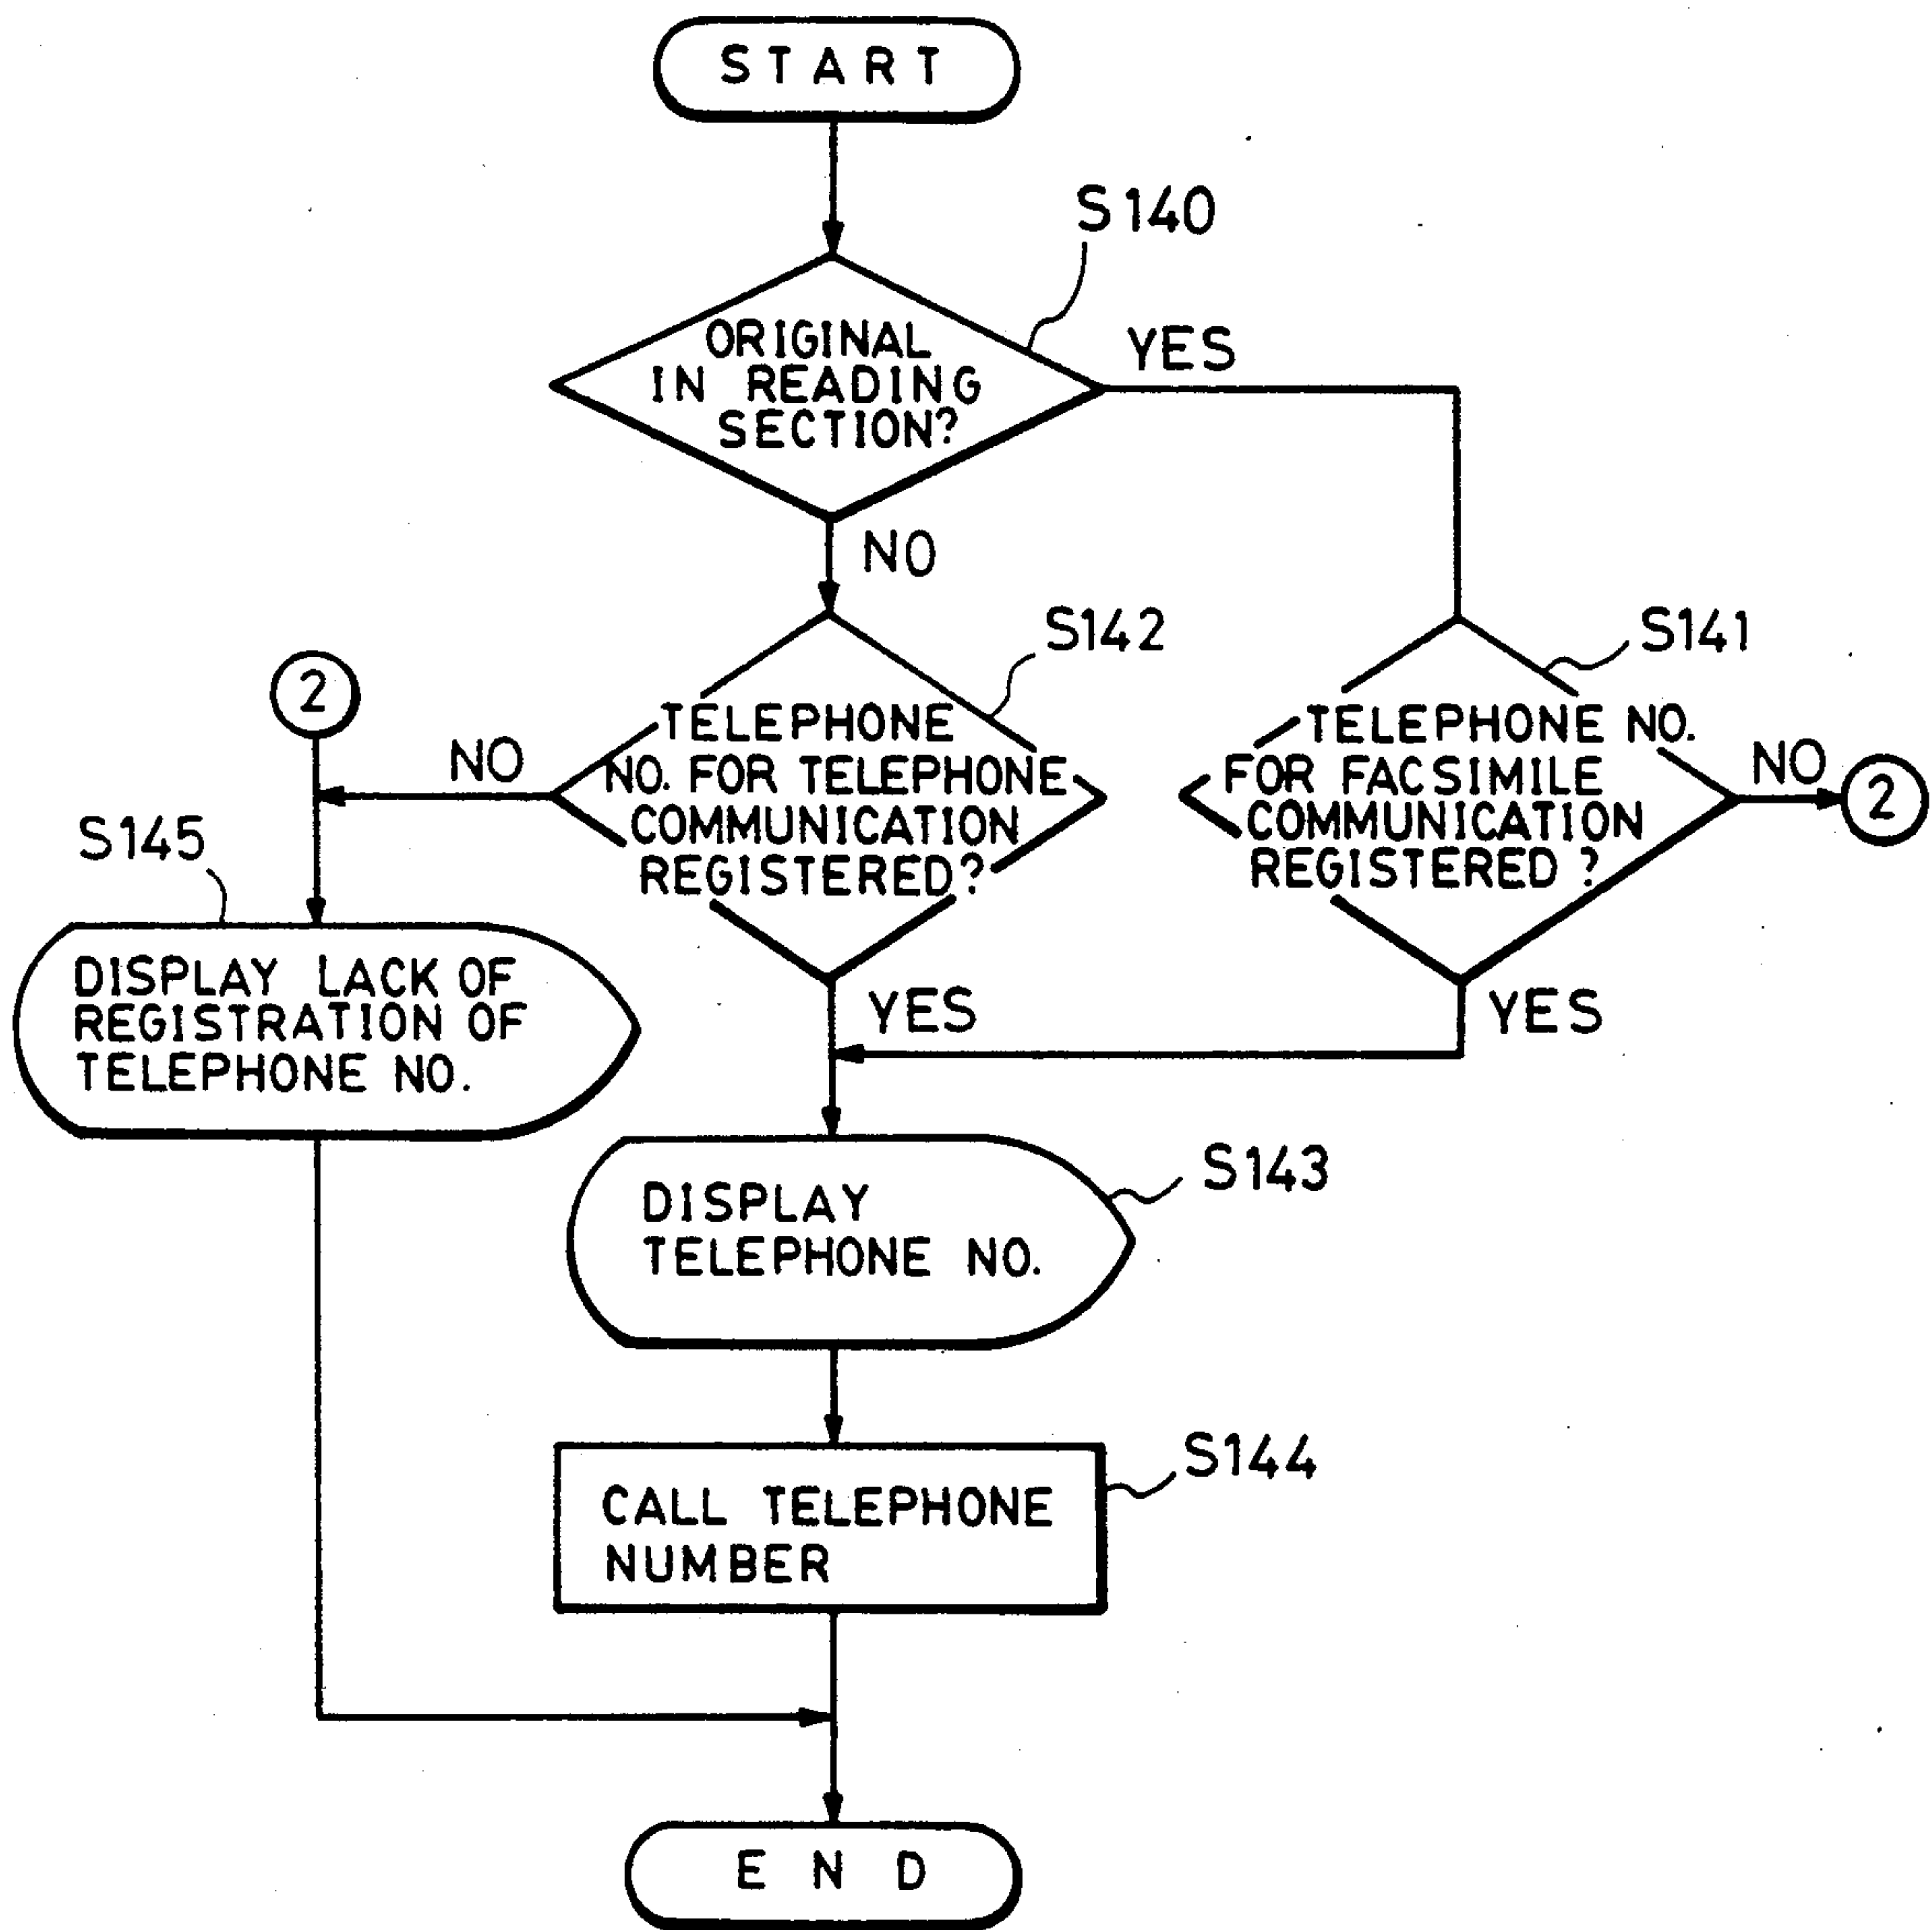 START
S140
ORIGINAL
IN READING
SECTION?
YES
NO
S142
S141
2
TELEPHONE
NO. FOR TELEPHONE
COMMUNICATION
REGISTERED?
NO
TELEPHONE NO.
FOR FACSIMILE
COMMUNICATION
REGISTERED ?
NO
2
S145
DISPLAY LACK OF
REGISTRATION OF
TELEPHONE NO.
YES
YES
S143
DISPLAY
TELEPHONE NO.
S144
CALL TELEPHONE
NUMBER
END